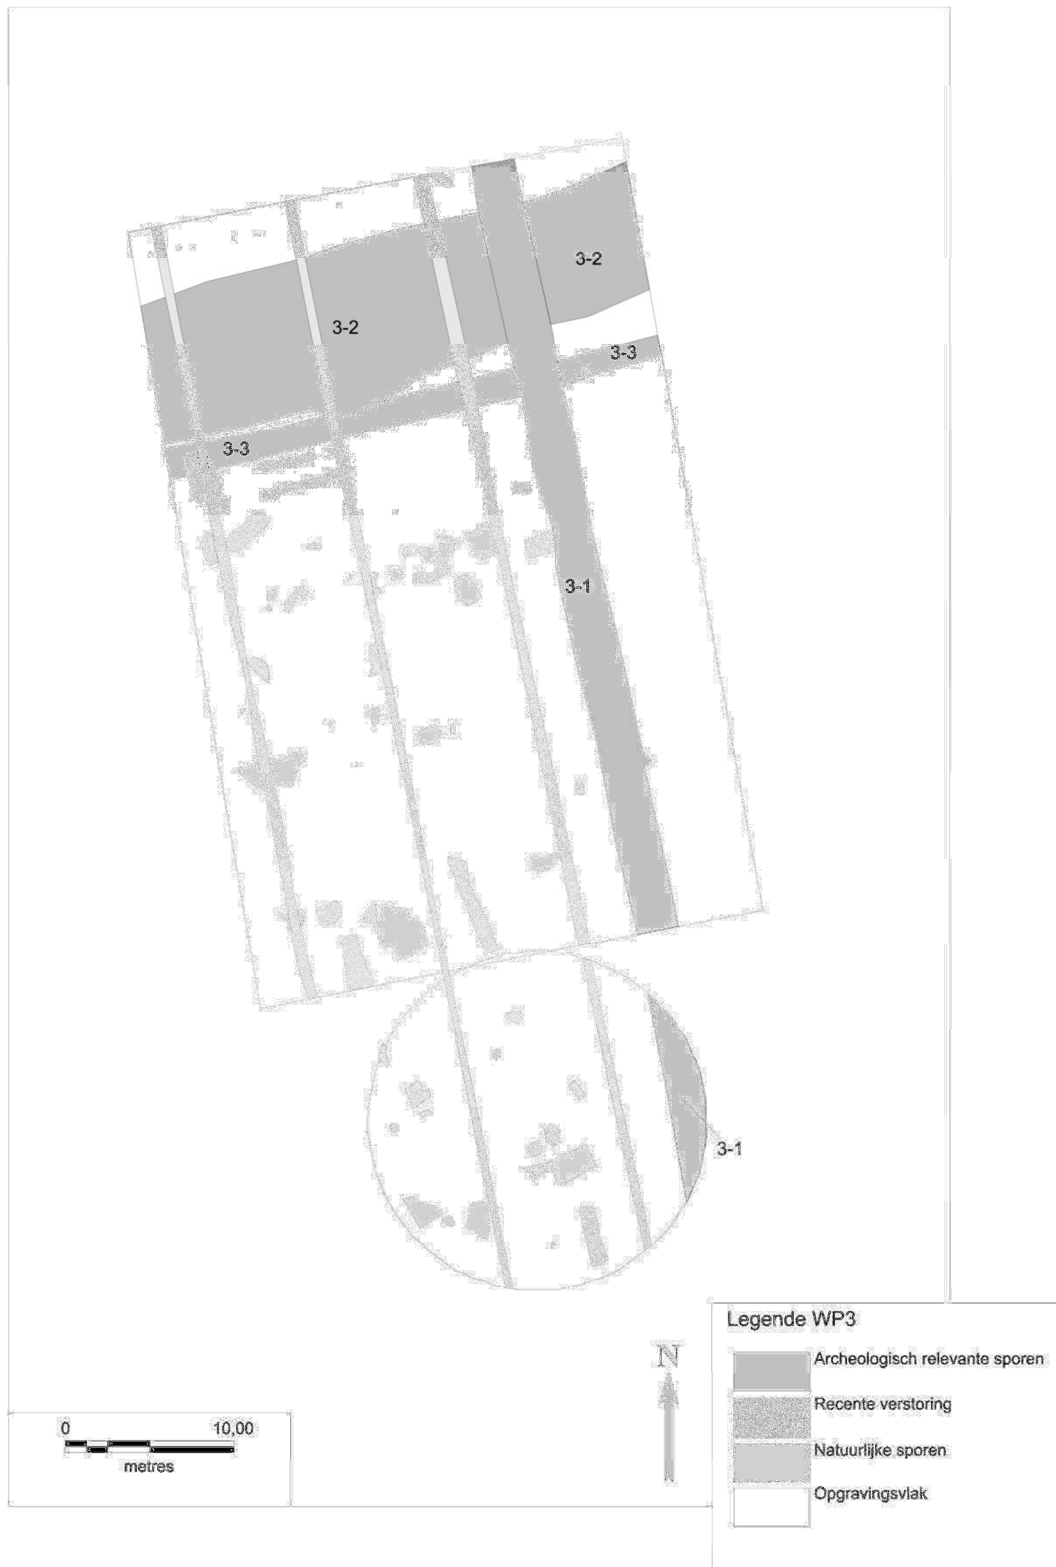 3-2
3-2
3-3
3-3
3-1
3-1
Legende WP3
Archeologisch relevante sporen
Recente verstoring
Natuurlijke sporen
Opgravingsvlak
N
0 10,00
metres